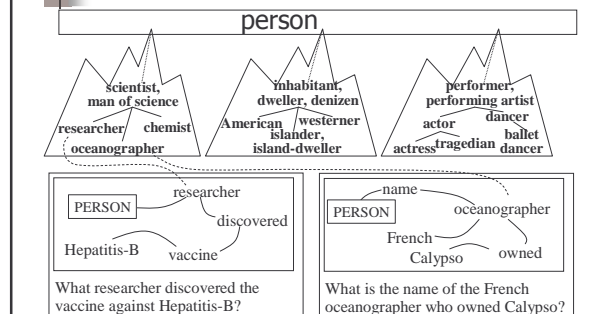 person
scientist,
man of science
researcher chemist
oceanographer
inhabitant,
dweller, denizen
American westerner
islander,
island-dweller
performer,
performing artist
dancer
actor
ballet
dancer
actress tragedian
researcher
PERSON
discovered
Hepatitis-B
vaccine
What researcher discovered the
vaccine against Hepatitis-B?
name
PERSON
oceanographer
French
Calypso
owned
What is the name of the French
oceanographer who owned Calypso?